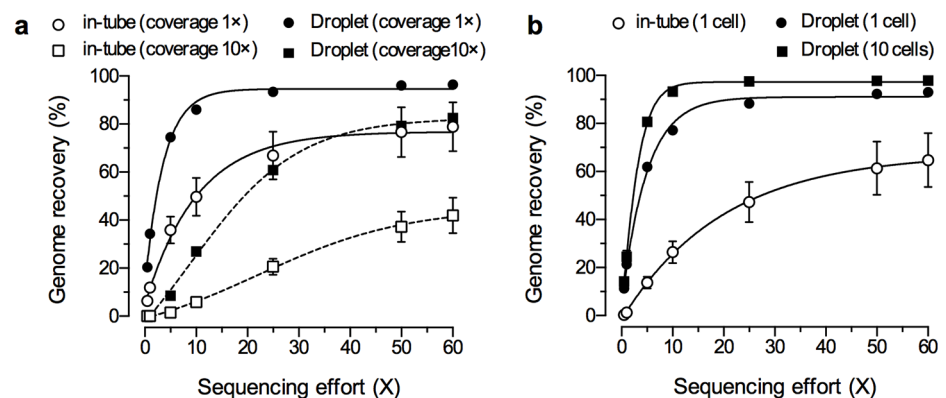 a
in-tube (coverage 1×)
Droplet (coverage 1×)
in-tube (coverage 10×)
Droplet (coverage10×)
Genome recovery (%)
100
80
60
40
20
0
0 10 20 30 40 50 60
Sequencing effort (X)
b
in-tube (1 cell)
Droplet (1 cell)
Droplet (10 cells)
Genome recovery (%)
100
80
60
40
20
0
0 10 20 30 40 50 60
Sequencing effort (X)